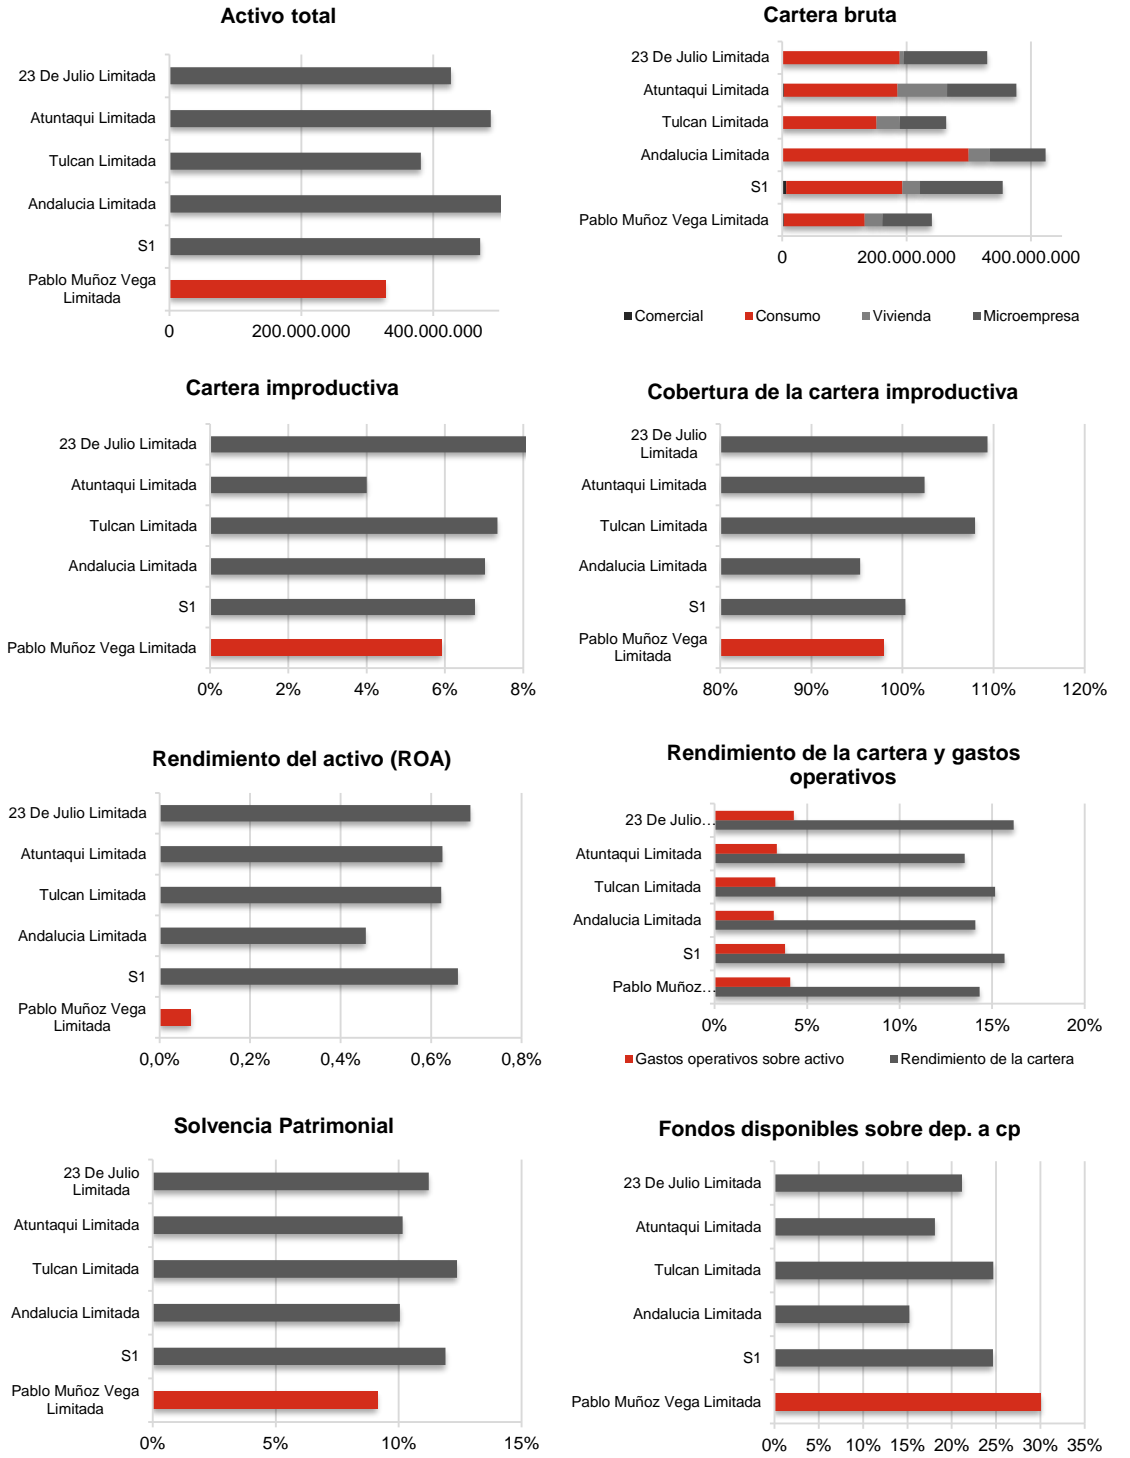 Activo total
23 De Julio Limitada
Atuntaqui Limitada
Tulcan Limitada
Andalucia Limitada
S1
Pablo Muñoz Vega
Limitada
0 200.000.000 400.000.000
Cartera bruta
23 De Julio Limitada
Atuntaqui Limitada
Tulcan Limitada
Andalucia Limitada
S1
Pablo Muñoz Vega Limitada
0 200.000.000 400.000.000
Comercial Consumo Vivienda Microempresa
Cartera improductiva
23 De Julio Limitada
Atuntaqui Limitada
Tulcan Limitada
Andalucia Limitada
S1
Pablo Muñoz Vega Limitada
0% 2% 4% 6% 8%
Cobertura de la cartera improductiva
23 De Julio
Limitada
Atuntaqui Limitada
Tulcan Limitada
Andalucia Limitada
S1
Pablo Muñoz Vega
Limitada
80% 90% 100% 110% 120%
Rendimiento del activo (ROA)
23 De Julio Limitada
Atuntaqui Limitada
Tulcan Limitada
Andalucia Limitada
S1
Pablo Muñoz Vega
Limitada
0,0% 0,2% 0,4% 0,6% 0,8%
Rendimiento de la cartera y gastos
operativos
23 De Julio…
Atuntaqui Limitada
Tulcan Limitada
Andalucia Limitada
S1
Pablo Muñoz…
0% 5% 10% 15% 20%
Gastos operativos sobre activo Rendimiento de la cartera
Solvencia Patrimonial
23 De Julio
Limitada
Atuntaqui Limitada
Tulcan Limitada
Andalucia Limitada
S1
Pablo Muñoz Vega
Limitada
0% 5% 10% 15%
Fondos disponibles sobre dep. a cp
23 De Julio Limitada
Atuntaqui Limitada
Tulcan Limitada
Andalucia Limitada
S1
Pablo Muñoz Vega Limitada
0% 5% 10% 15% 20% 25% 30% 35%